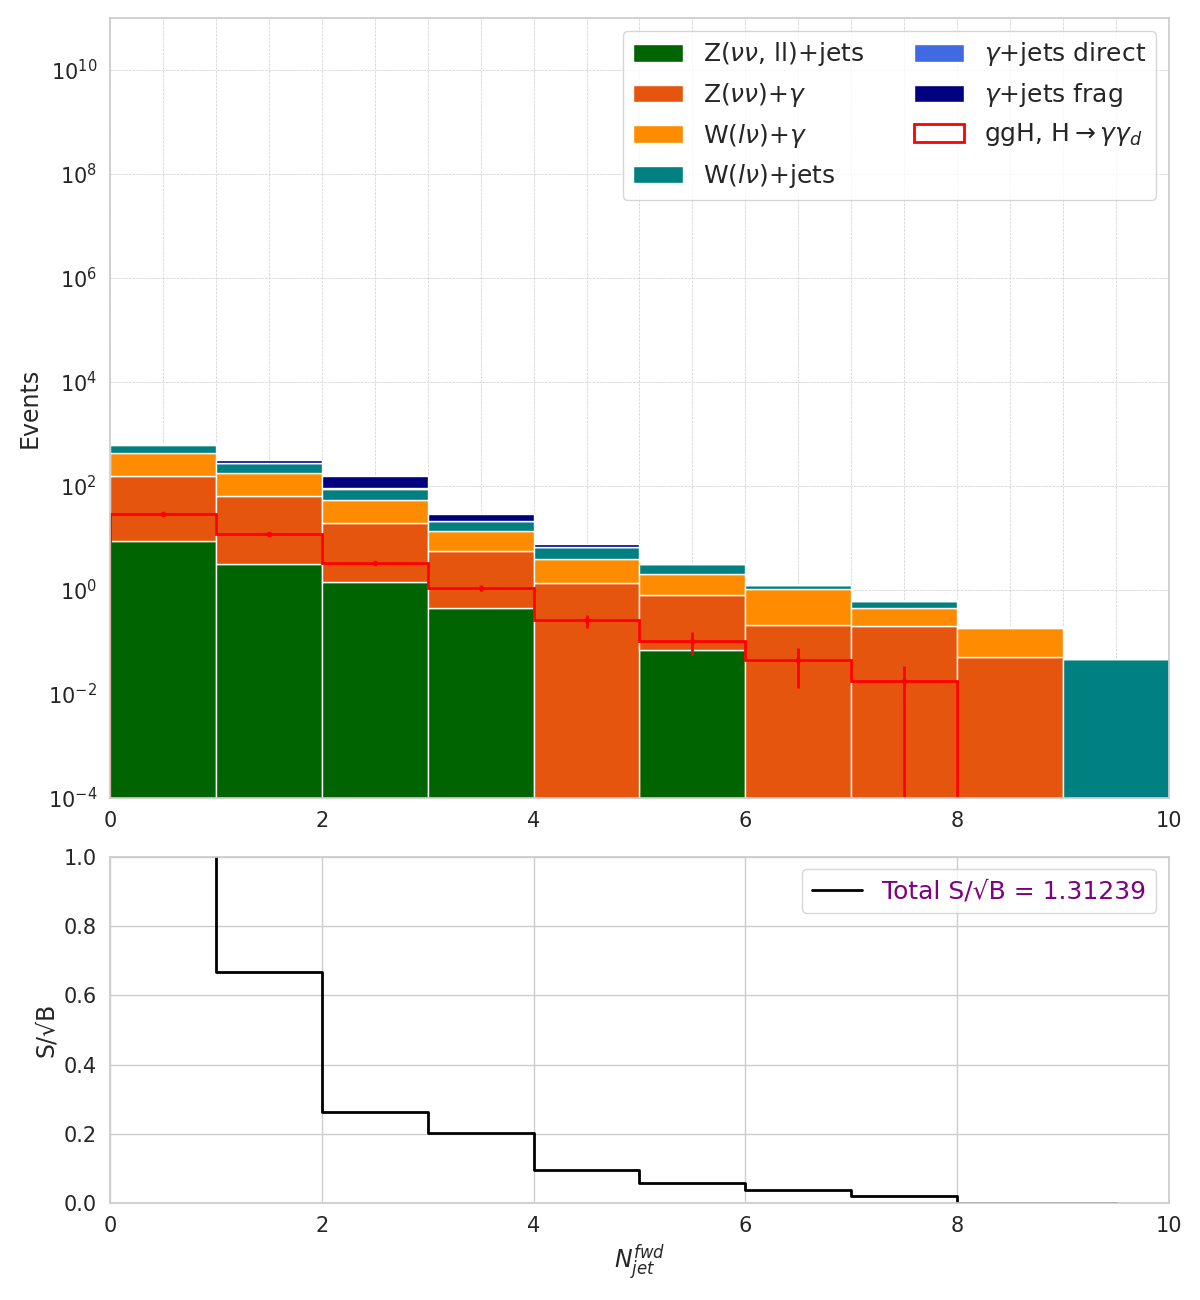 Z(νν, ll)+jets
Z(νν)+γ
W(lν)+γ
W(lν)+jets
γ+jets direct
γ+jets frag
ggH, H→γγ_d
Events
10^10
10^8
10^6
10^4
10^2
10^0
10^−2
10^−4
0 2 4 6 8 10
Total S/√B = 1.31239
S/√B
1.0
0.8
0.6
0.4
0.2
0.0
0 2 4 6 8 10
N_jet^fwd